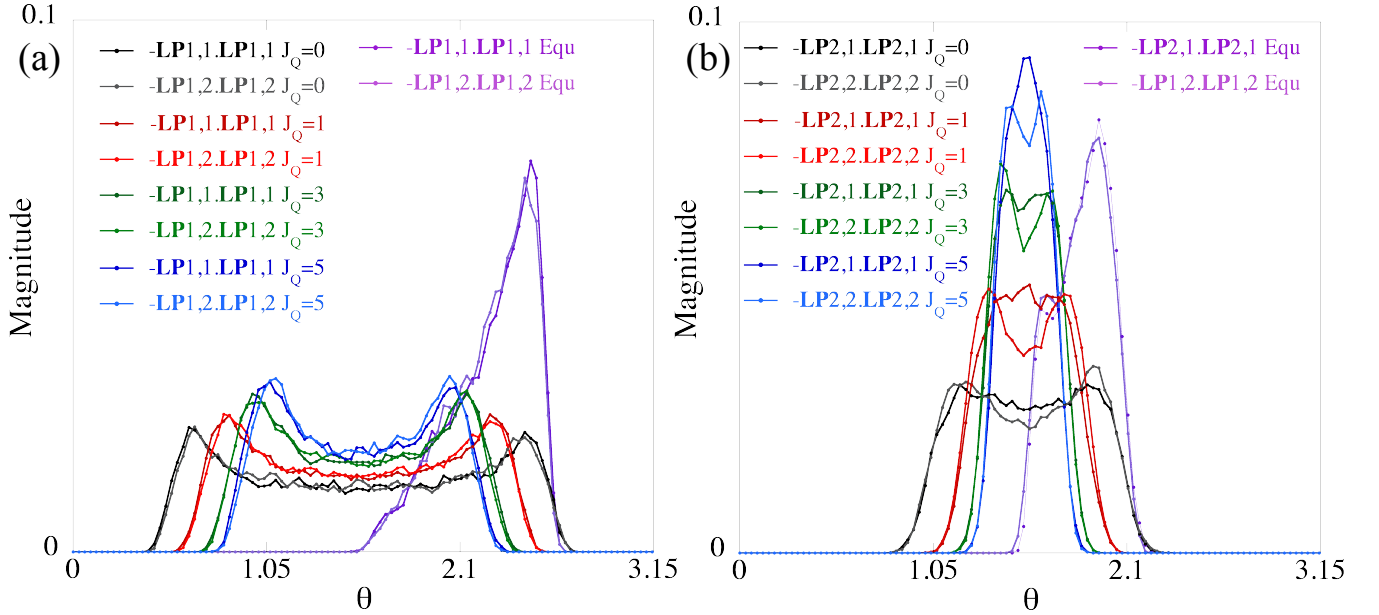 0.1
(a)
-LP1,1.LP1,1 J_Q=0
-LP1,2.LP1,2 J_Q=0
-LP1,1.LP1,1 J_Q=1
-LP1,2.LP1,2 J_Q=1
-LP1,1.LP1,1 J_Q=3
-LP1,2.LP1,2 J_Q=3
-LP1,1.LP1,1 J_Q=5
-LP1,2.LP1,2 J_Q=5
-LP1,1.LP1,1 Equ
-LP1,2.LP1,2 Equ
Magnitude
0
0
1.05
2.1
3.15
θ
0.1
(b)
-LP2,1.LP2,1 J_Q=0
-LP2,2.LP2,2 J_Q=0
-LP2,1.LP2,1 J_Q=1
-LP2,2.LP2,2 J_Q=1
-LP2,1.LP2,1 J_Q=3
-LP2,2.LP2,2 J_Q=3
-LP2,1.LP2,1 J_Q=5
-LP2,2.LP2,2 J_Q=5
-LP2,1.LP2,1 Equ
-LP1,2.LP1,2 Equ
Magnitude
0
0
1.05
2.1
3.15
θ